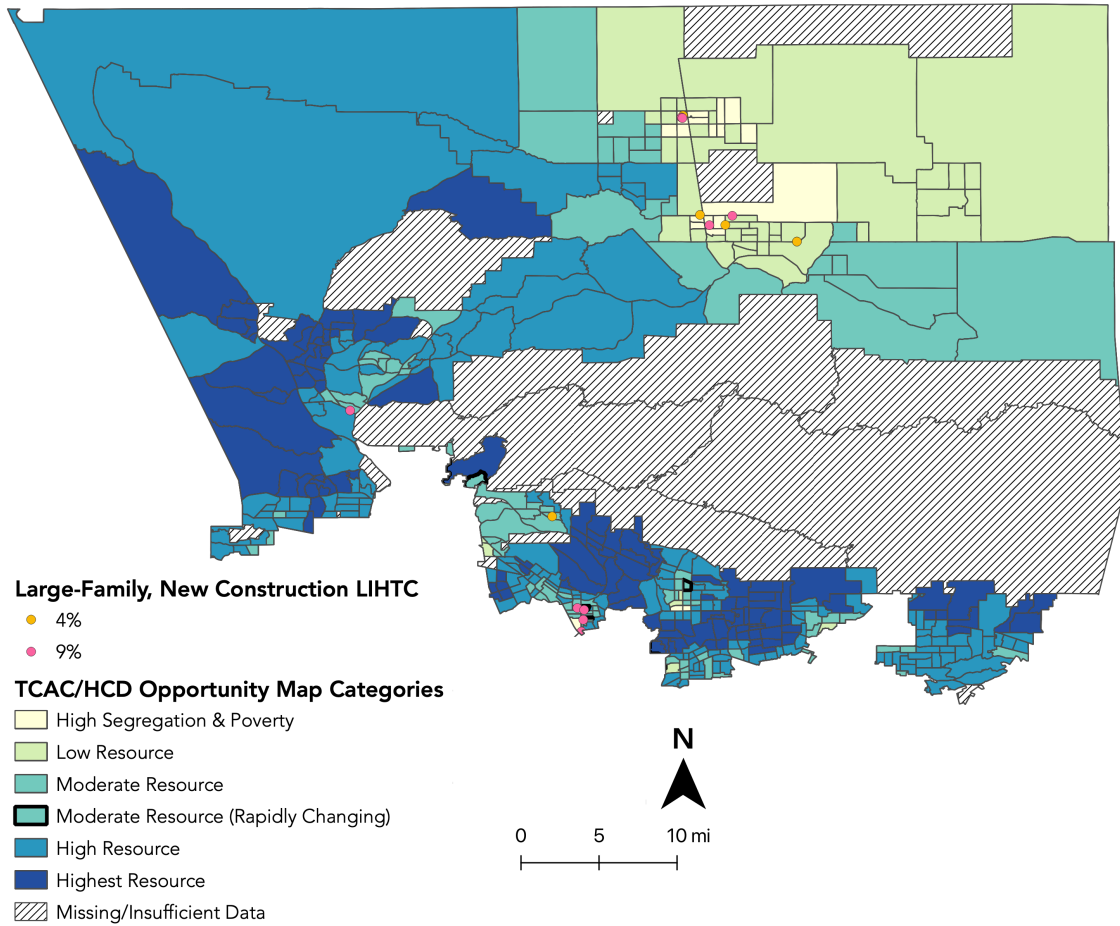 Large-Family, New Construction LIHTC
4%
9%
TCAC/HCD Opportunity Map Categories
High Segregation & Poverty
Low Resource
Moderate Resource
Moderate Resource (Rapidly Changing)
High Resource
Highest Resource
Missing/Insufficient Data
N
0 5 10 mi